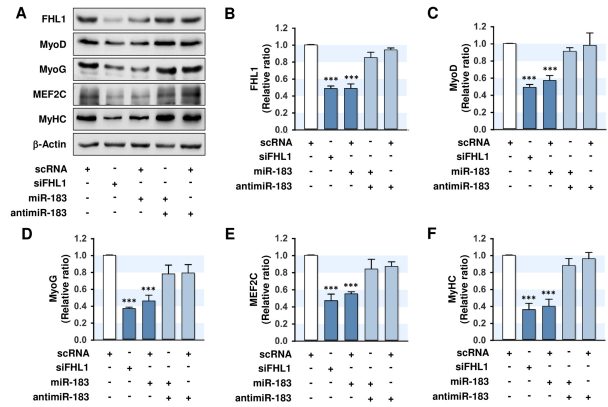 A
FHL1
MyoD
MyoG
MEF2C
MyHC
β-Actin
scRNA + - + - +
siFHL1 - + - - -
miR-183 - - + + -
antimiR-183 - - - + +
B
FHL1
(Relative ratio)
1.2
1.0
0.8
0.6
0.4
0.2
0.0
*** ***
scRNA + - + - +
siFHL1 - + - - -
miR-183 - - + + -
antimiR-183 - - - + +
C
MyoD
(Relative ratio)
1.2
1.0
0.8
0.6
0.4
0.2
0.0
*** ***
scRNA + - + - +
siFHL1 - + - - -
miR-183 - - + + -
antimiR-183 - - - + +
D
MyoG
(Relative ratio)
1.2
1.0
0.8
0.6
0.4
0.2
0.0
*** ***
scRNA + - + - +
siFHL1 - + - - -
miR-183 - - + + -
antimiR-183 - - - + +
E
MEF2C
(Relative ratio)
1.2
1.0
0.8
0.6
0.4
0.2
0.0
*** ***
scRNA + - + - +
siFHL1 - + - - -
miR-183 - - + + -
antimiR-183 - - - + +
F
MyHC
(Relative ratio)
1.2
1.0
0.8
0.6
0.4
0.2
0.0
*** ***
scRNA + - + - +
siFHL1 - + - - -
miR-183 - - + + -
antimiR-183 - - - + +